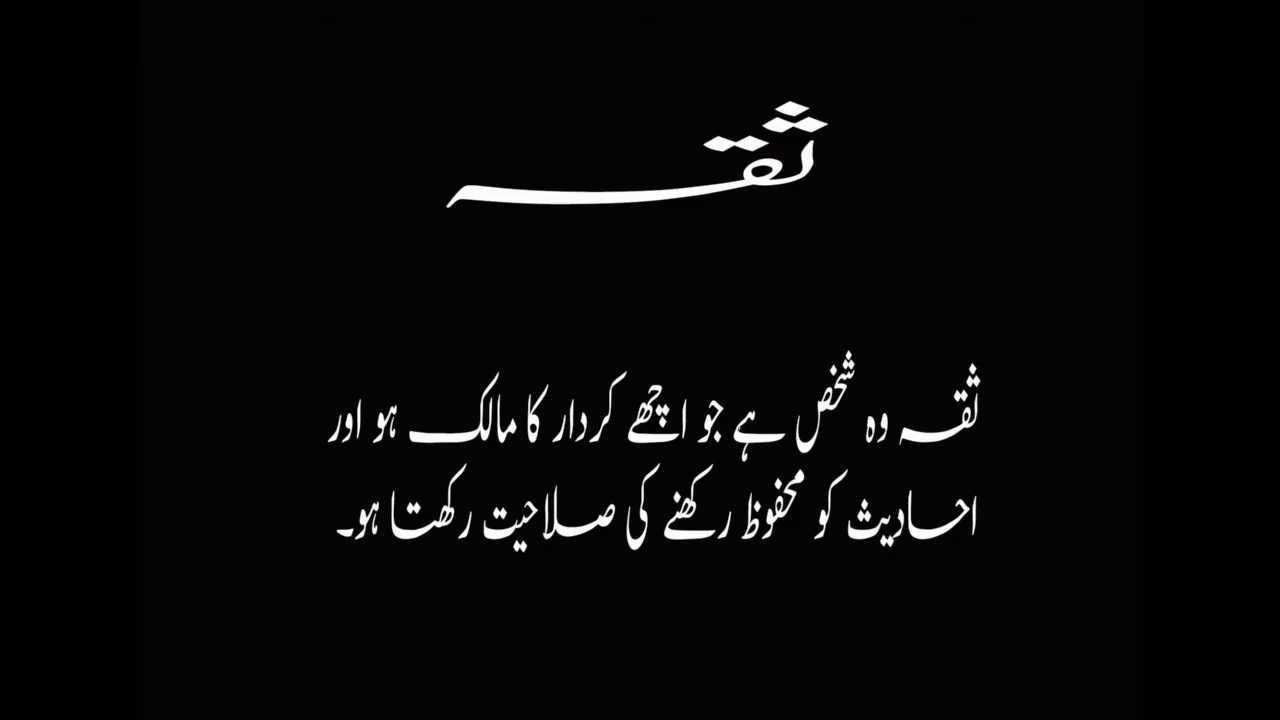 ثقہ
ثقہ وہ شخص ہے جو اچھے کردار کا مالک ہو اور
احادیث کو محفوظ رکھنے کی صلاحیت رکھتا ہو۔